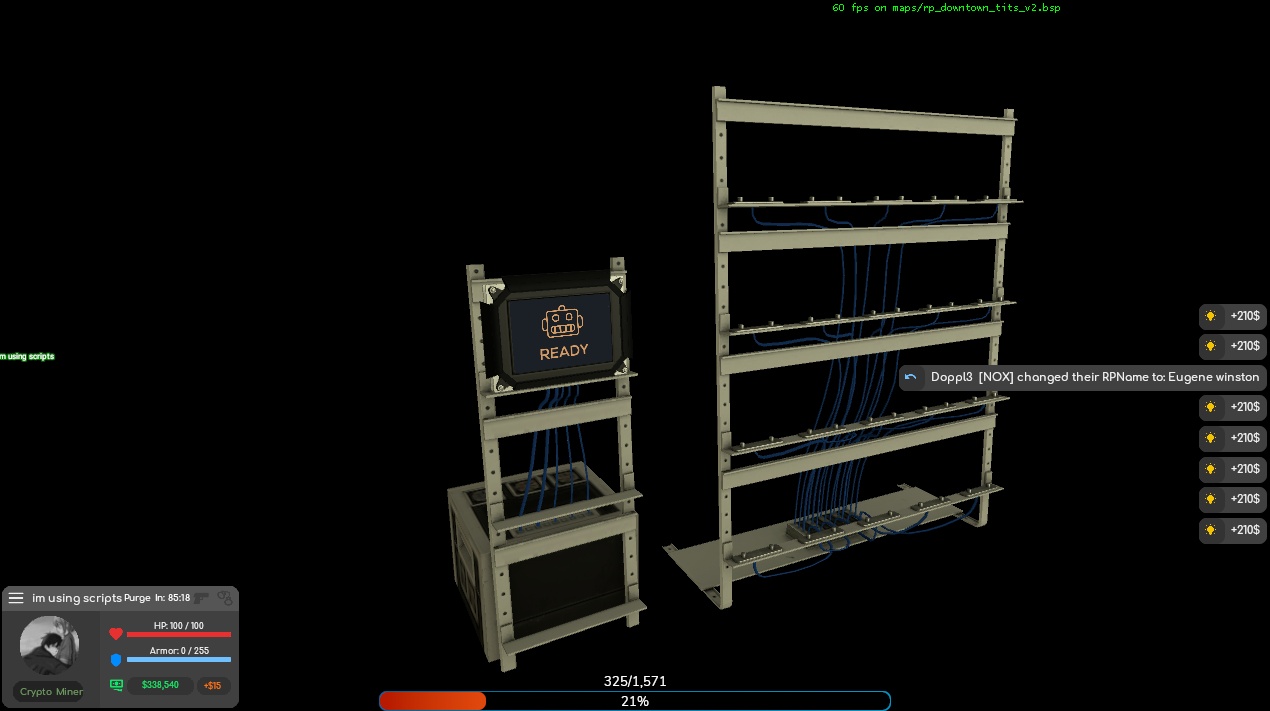 60 fps on maps/rp_downtown_tits_v2.bsp
READY
+210$
+210$
m using scripts
Doppl3 [NOX] changed their RPName to: Eugene winston
+210$
+210$
+210$
+210$
+210$
im using scripts Purge In: 85:18
HP: 100 / 100
Armor: 0 / 255
$338,540 +$15
Crypto Miner
325/1,571
21%